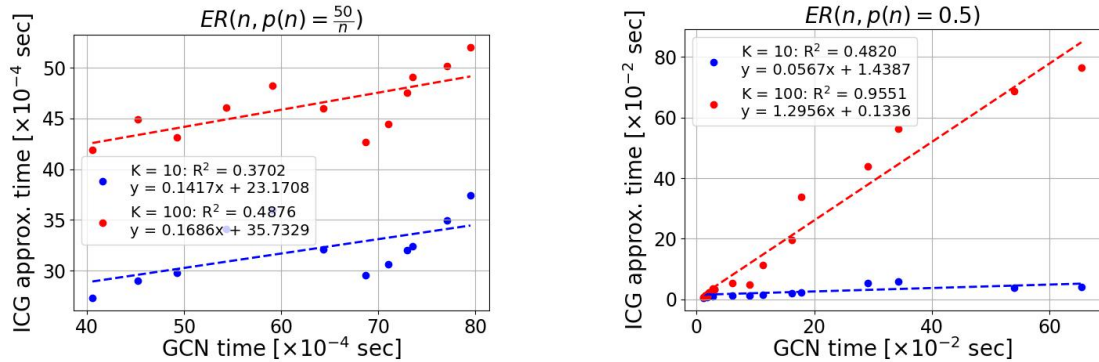 ER(n, p(n) = 50/n)
ICG approx. time [×10⁻⁴ sec]
50
45
40
35
30
K = 10: R² = 0.3702
y = 0.1417x + 23.1708
K = 100: R² = 0.4876
y = 0.1686x + 35.7329
40 50 60 70 80
GCN time [×10⁻⁴ sec]
ER(n, p(n) = 0.5)
ICG approx. time [×10⁻² sec]
80
60
40
20
0
K = 10: R² = 0.4820
y = 0.0567x + 1.4387
K = 100: R² = 0.9551
y = 1.2956x + 0.1336
0 20 40 60
GCN time [×10⁻² sec]